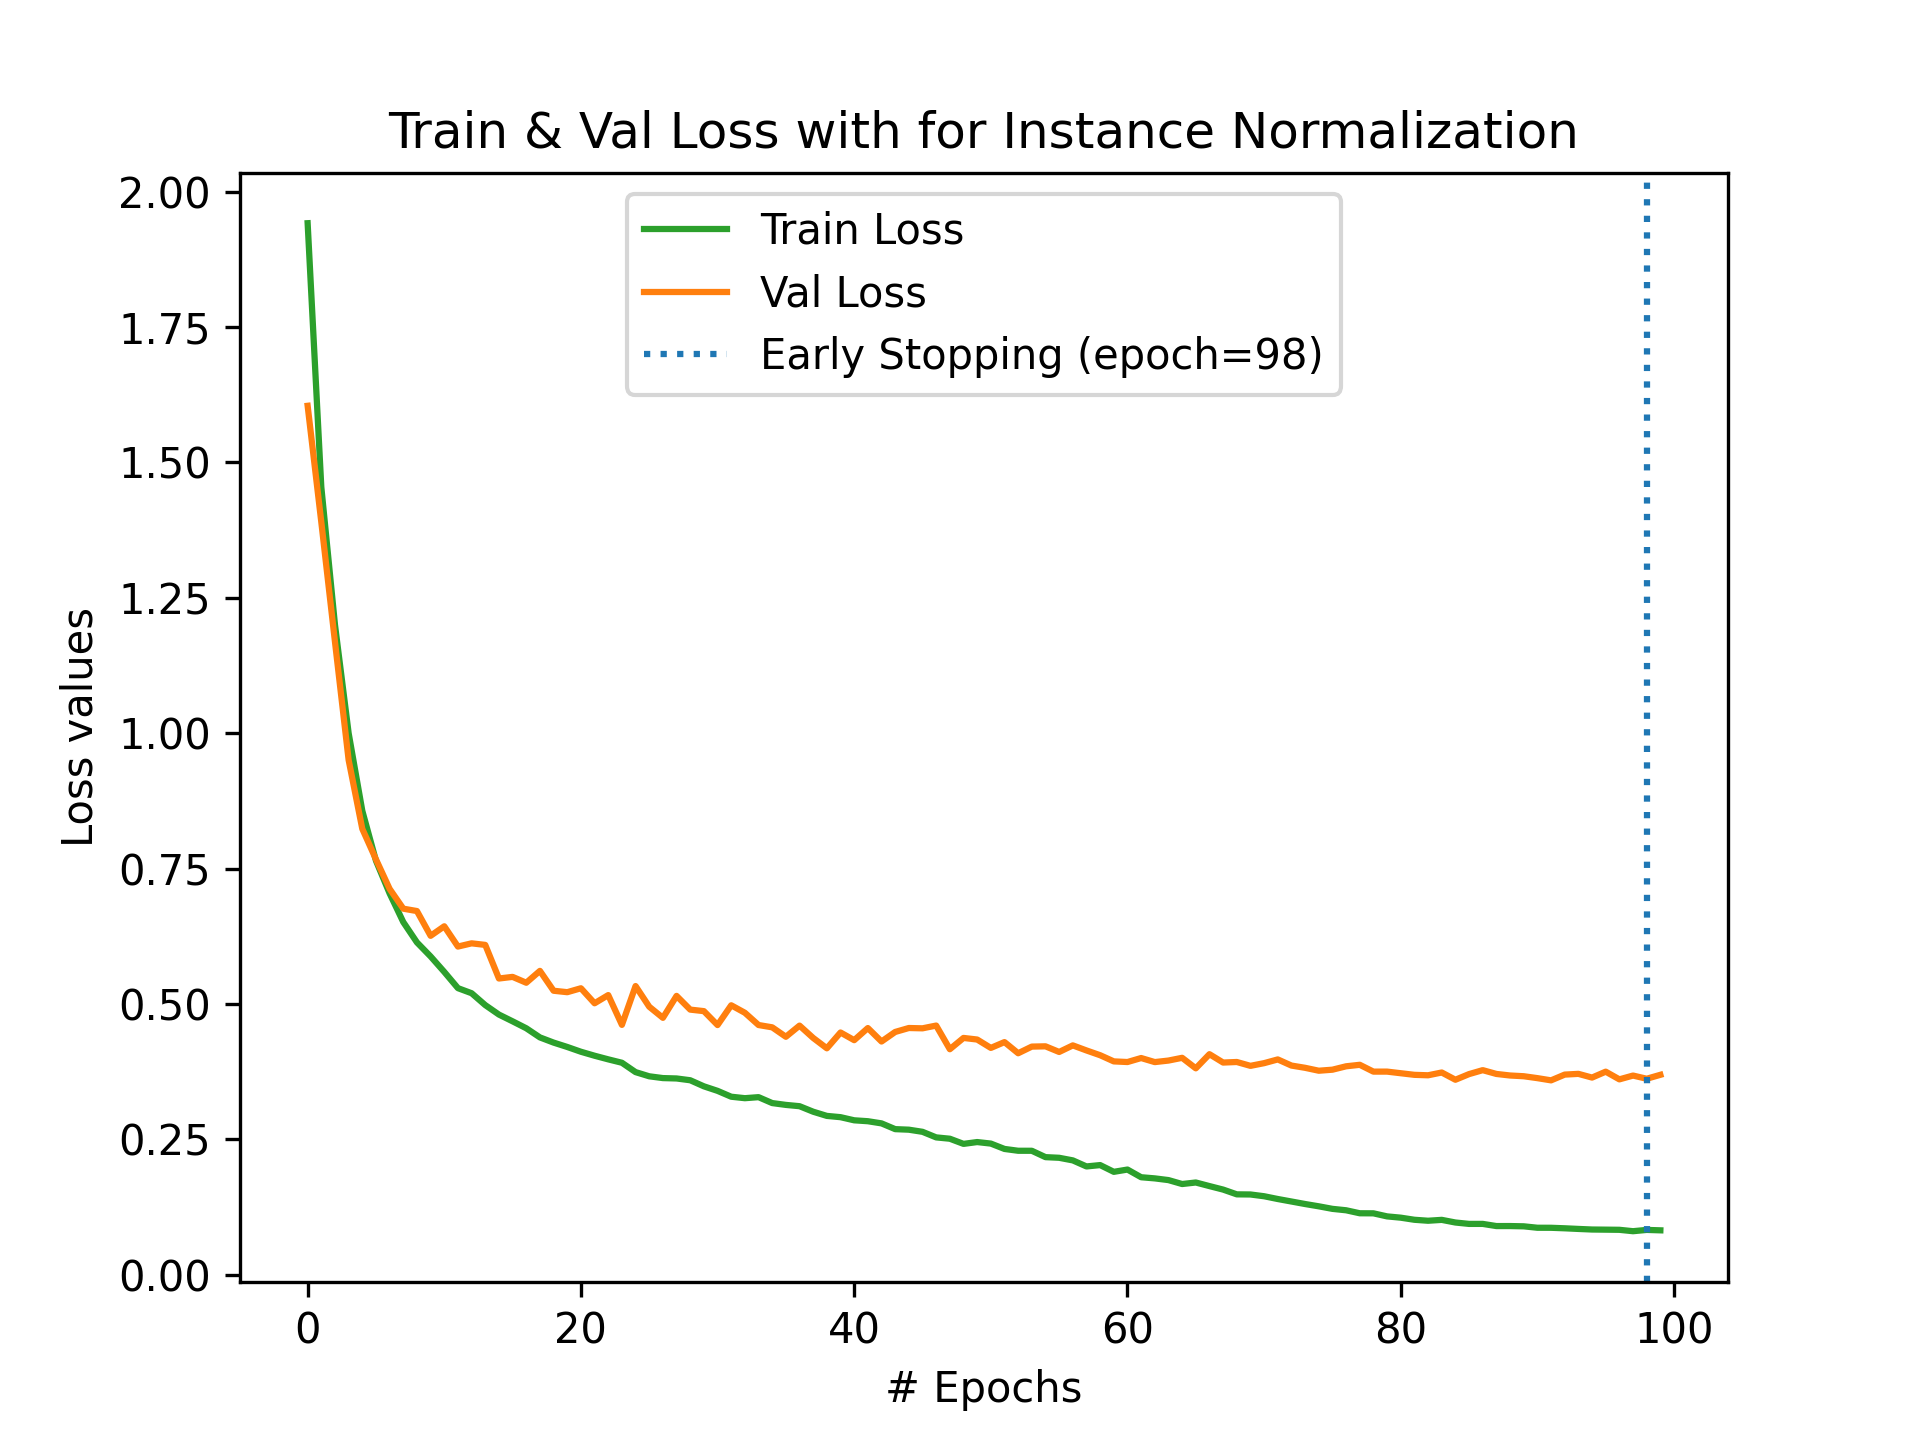 Train & Val Loss with for Instance Normalization
2.00
1.75
1.50
1.25
1.00
0.75
0.50
0.25
0.00
Loss values
Train Loss
Val Loss
Early Stopping (epoch=98)
0 20 40 60 80 100
# Epochs